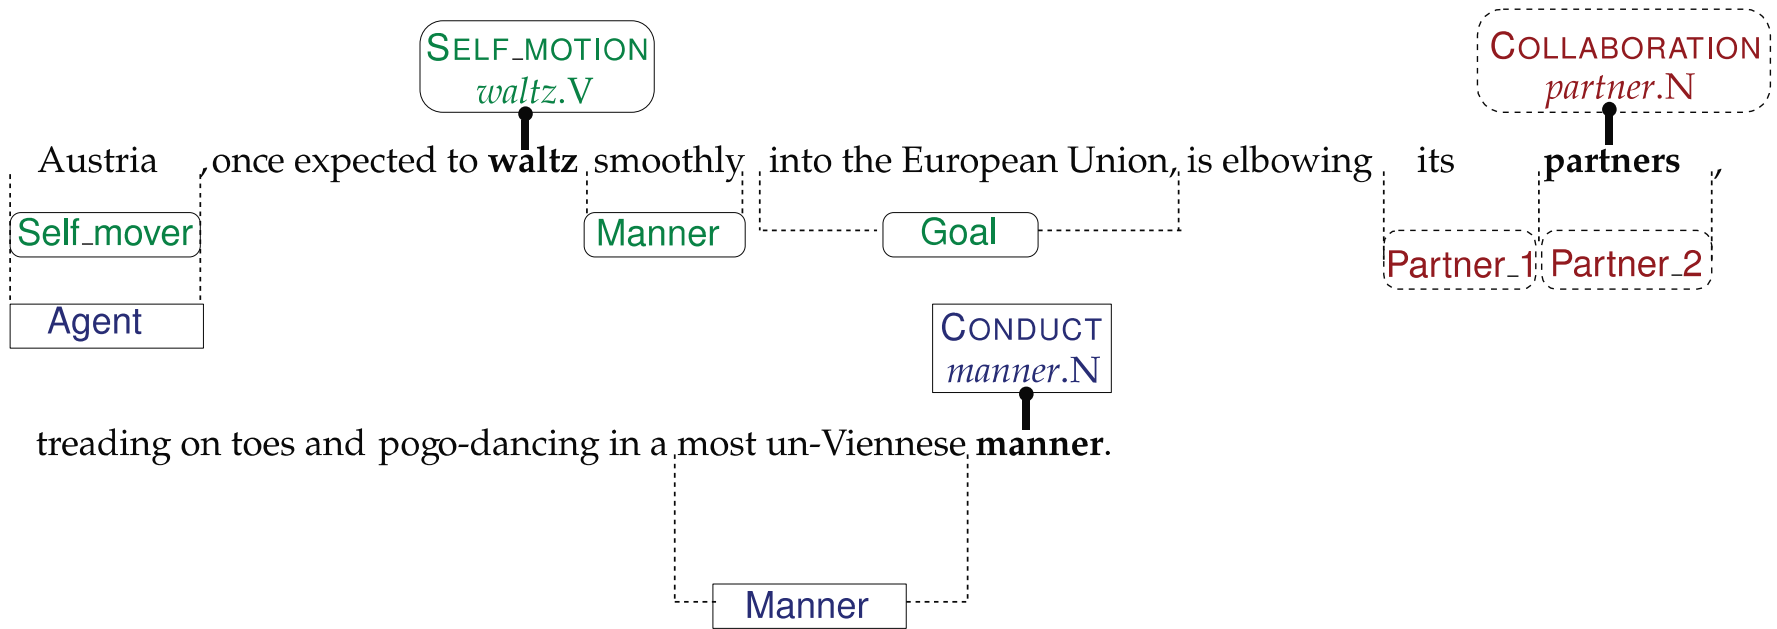 SELF_MOTION
waltz.V
COLLABORATION
partner.N
Austria , once expected to waltz smoothly into the European Union, is elbowing its partners ,
Self_mover Manner Goal Partner_1 Partner_2
Agent
CONDUCT
manner.N
treading on toes and pogo-dancing in a most un-Viennese manner.
Manner